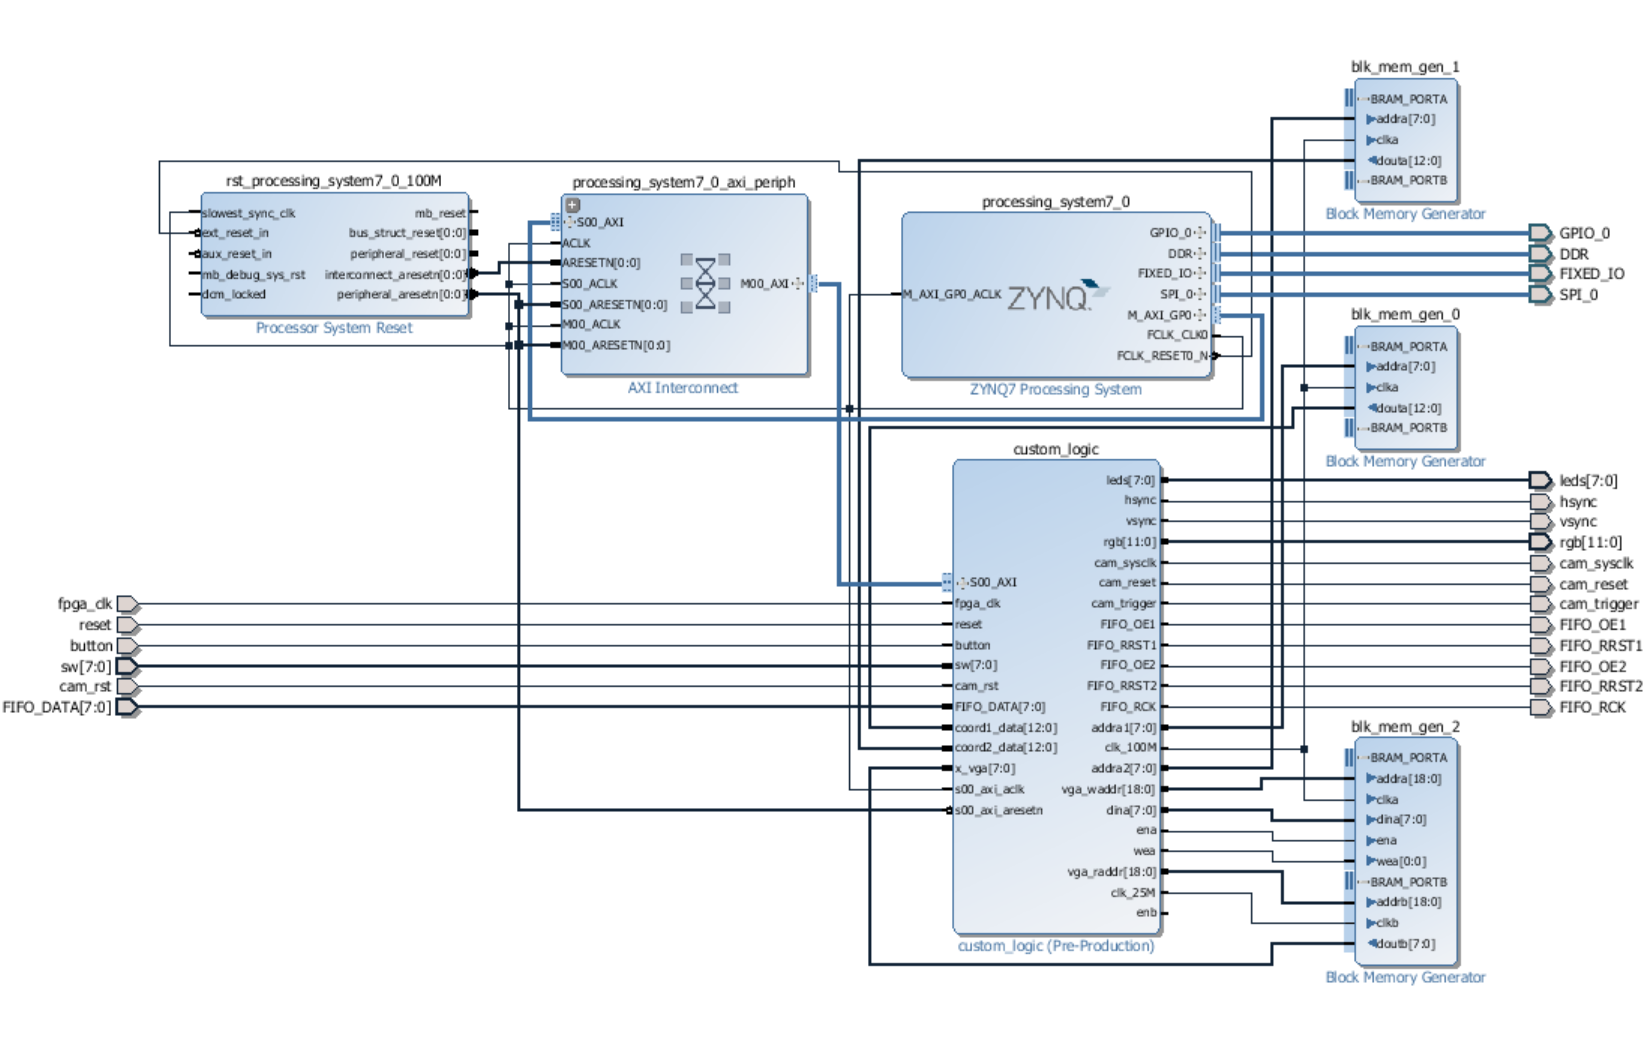 blk_mem_gen_1
BRAM_PORTA
addra[7:0]
clka
douta[12:0]
BRAM_PORTB
Block Memory Generator
rst_processing_system7_0_100M
slowest_sync_clk
ext_reset_in
aux_reset_in
mb_debug_sys_rst
dcm_locked
mb_reset
bus_struct_reset[0:0]
peripheral_reset[0:0]
interconnect_aresetn[0:0]
peripheral_aresetn[0:0]
Processor System Reset
processing_system7_0_axi_periph
S00_AXI
ACLK
ARESETN[0:0]
S00_ACLK
S00_ARESETN[0:0]
M00_ACLK
M00_ARESETN[0:0]
M00_AXI
AXI Interconnect
processing_system7_0
M_AXI_GP0_ACLK
ZYNQ
GPIO_0
DDR
FIXED_IO
SPI_0
M_AXI_GP0
FCLK_CLK0
FCLK_RESET0_N
ZYNQ7 Processing System
GPIO_0
DDR
FIXED_IO
SPI_0
blk_mem_gen_0
BRAM_PORTA
addra[7:0]
clka
douta[12:0]
BRAM_PORTB
Block Memory Generator
fpga_clk
reset
button
sw[7:0]
cam_rst
FIFO_DATA[7:0]
custom_logic
S00_AXI
fpga_clk
reset
button
sw[7:0]
cam_rst
FIFO_DATA[7:0]
coord1_data[12:0]
coord2_data[12:0]
x_vga[7:0]
s00_axi_aclk
s00_axi_aresetn
leds[7:0]
hsync
vsync
rgb[11:0]
cam_sysclk
cam_reset
cam_trigger
FIFO_OE1
FIFO_RRST1
FIFO_OE2
FIFO_RRST2
FIFO_RCK
addra1[7:0]
clk_100M
addra2[7:0]
vga_waddr[18:0]
dina[7:0]
ena
wea
vga_raddr[18:0]
clk_25M
enb
custom_logic (Pre-Production)
leds[7:0]
hsync
vsync
rgb[11:0]
cam_sysclk
cam_reset
cam_trigger
FIFO_OE1
FIFO_RRST1
FIFO_OE2
FIFO_RRST2
FIFO_RCK
blk_mem_gen_2
BRAM_PORTA
addra[18:0]
clka
dina[7:0]
ena
wea[0:0]
BRAM_PORTB
addrb[18:0]
clkb
doutb[7:0]
Block Memory Generator